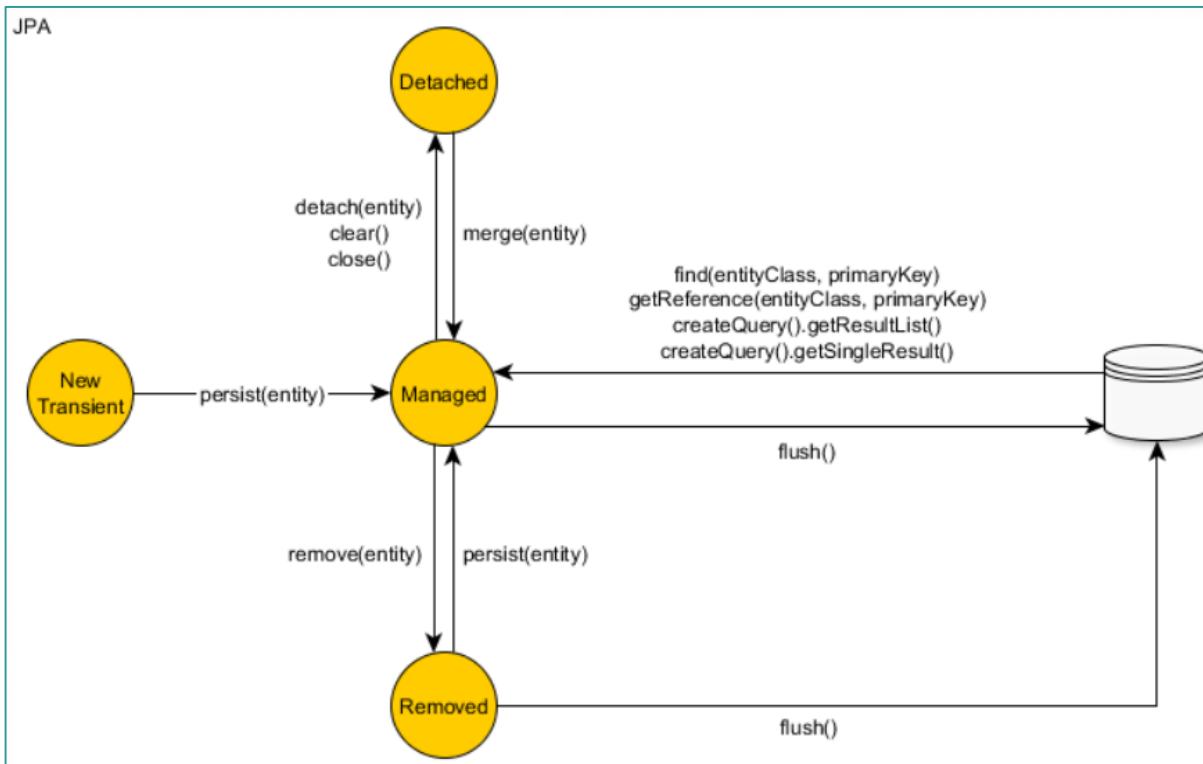 JPA
Detached
detach(entity)
clear()
close()
merge(entity)
find(entityClass, primaryKey)
getReference(entityClass, primaryKey)
createQuery().getResultList()
createQuery().getSingleResult()
New
Transient
persist(entity)
Managed
flush()
remove(entity)
persist(entity)
Removed
flush()